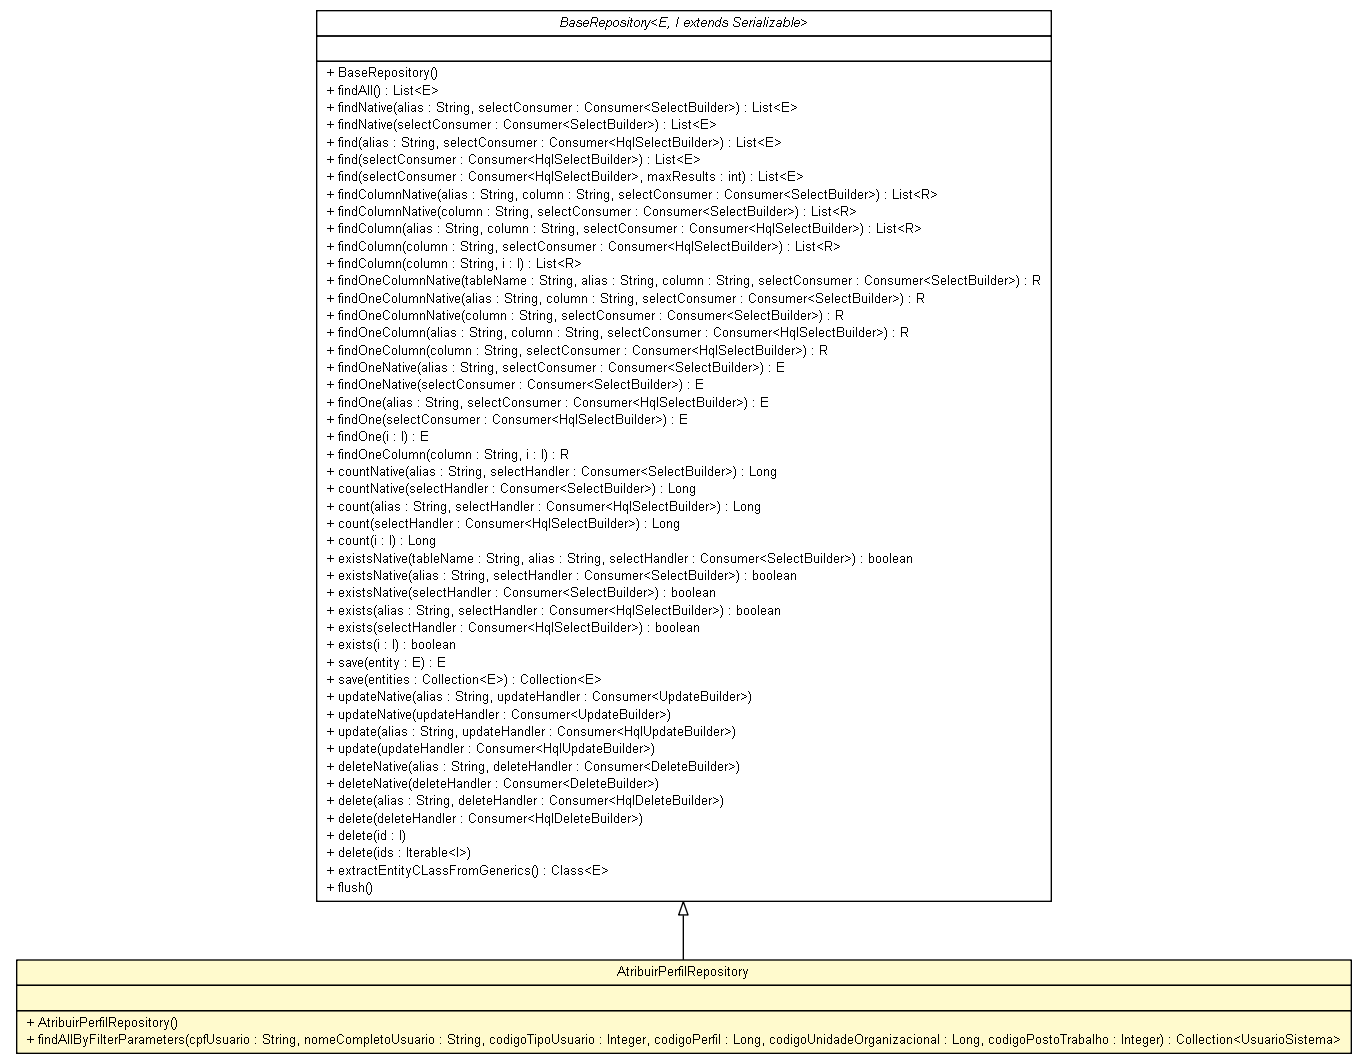 BaseRepository<E, I extends Serializable>
+ BaseRepository()
+ findAll() : List<E>
+ findNative(alias : String, selectConsumer : Consumer<SelectBuilder>) : List<E>
+ findNative(selectConsumer : Consumer<SelectBuilder>) : List<E>
+ find(alias : String, selectConsumer : Consumer<HqlSelectBuilder>) : List<E>
+ find(selectConsumer : Consumer<HqlSelectBuilder>) : List<E>
+ find(selectConsumer : Consumer<HqlSelectBuilder>, maxResults : int) : List<E>
+ findColumnNative(alias : String, column : String, selectConsumer : Consumer<SelectBuilder>) : List<R>
+ findColumnNative(column : String, selectConsumer : Consumer<SelectBuilder>) : List<R>
+ findColumn(alias : String, column : String, selectConsumer : Consumer<HqlSelectBuilder>) : List<R>
+ findColumn(column : String, selectConsumer : Consumer<HqlSelectBuilder>) : List<R>
+ findColumn(column : String, i : I) : List<R>
+ findOneColumnNative(tableName : String, alias : String, column : String, selectConsumer : Consumer<SelectBuilder>) : R
+ findOneColumnNative(alias : String, column : String, selectConsumer : Consumer<SelectBuilder>) : R
+ findOneColumnNative(column : String, selectConsumer : Consumer<SelectBuilder>) : R
+ findOneColumn(alias : String, column : String, selectConsumer : Consumer<HqlSelectBuilder>) : R
+ findOneColumn(column : String, selectConsumer : Consumer<HqlSelectBuilder>) : R
+ findOneNative(alias : String, selectConsumer : Consumer<SelectBuilder>) : E
+ findOneNative(selectConsumer : Consumer<SelectBuilder>) : E
+ findOne(alias : String, selectConsumer : Consumer<HqlSelectBuilder>) : E
+ findOne(selectConsumer : Consumer<HqlSelectBuilder>) : E
+ findOne(i : I) : E
+ findOneColumn(column : String, i : I) : R
+ countNative(alias : String, selectHandler : Consumer<SelectBuilder>) : Long
+ countNative(selectHandler : Consumer<SelectBuilder>) : Long
+ count(alias : String, selectHandler : Consumer<HqlSelectBuilder>) : Long
+ count(selectHandler : Consumer<HqlSelectBuilder>) : Long
+ count(i : I) : Long
+ existsNative(tableName : String, alias : String, selectHandler : Consumer<SelectBuilder>) : boolean
+ existsNative(alias : String, selectHandler : Consumer<SelectBuilder>) : boolean
+ existsNative(selectHandler : Consumer<SelectBuilder>) : boolean
+ exists(alias : String, selectHandler : Consumer<HqlSelectBuilder>) : boolean
+ exists(selectHandler : Consumer<HqlSelectBuilder>) : boolean
+ exists(i : I) : boolean
+ save(entity : E) : E
+ save(entities : Collection<E>) : Collection<E>
+ updateNative(alias : String, updateHandler : Consumer<UpdateBuilder>)
+ updateNative(updateHandler : Consumer<UpdateBuilder>)
+ update(alias : String, updateHandler : Consumer<HqlUpdateBuilder>)
+ update(updateHandler : Consumer<HqlUpdateBuilder>)
+ deleteNative(alias : String, deleteHandler : Consumer<DeleteBuilder>)
+ deleteNative(deleteHandler : Consumer<DeleteBuilder>)
+ delete(alias : String, deleteHandler : Consumer<HqlDeleteBuilder>)
+ delete(deleteHandler : Consumer<HqlDeleteBuilder>)
+ delete(id : I)
+ delete(ids : Iterable<I>)
+ extractEntityCLassFromGenerics() : Class<E>
+ flush()
AtribuirPerfilRepository
+ AtribuirPerfilRepository()
+ findAllByFilterParameters(cpfUsuario : String, nomeCompletoUsuario : String, codigoTipoUsuario : Integer, codigoPerfil : Long, codigoUnidadeOrganizacional : Long, codigoPostoTrabalho : Integer) : Collection<UsuarioSistema>